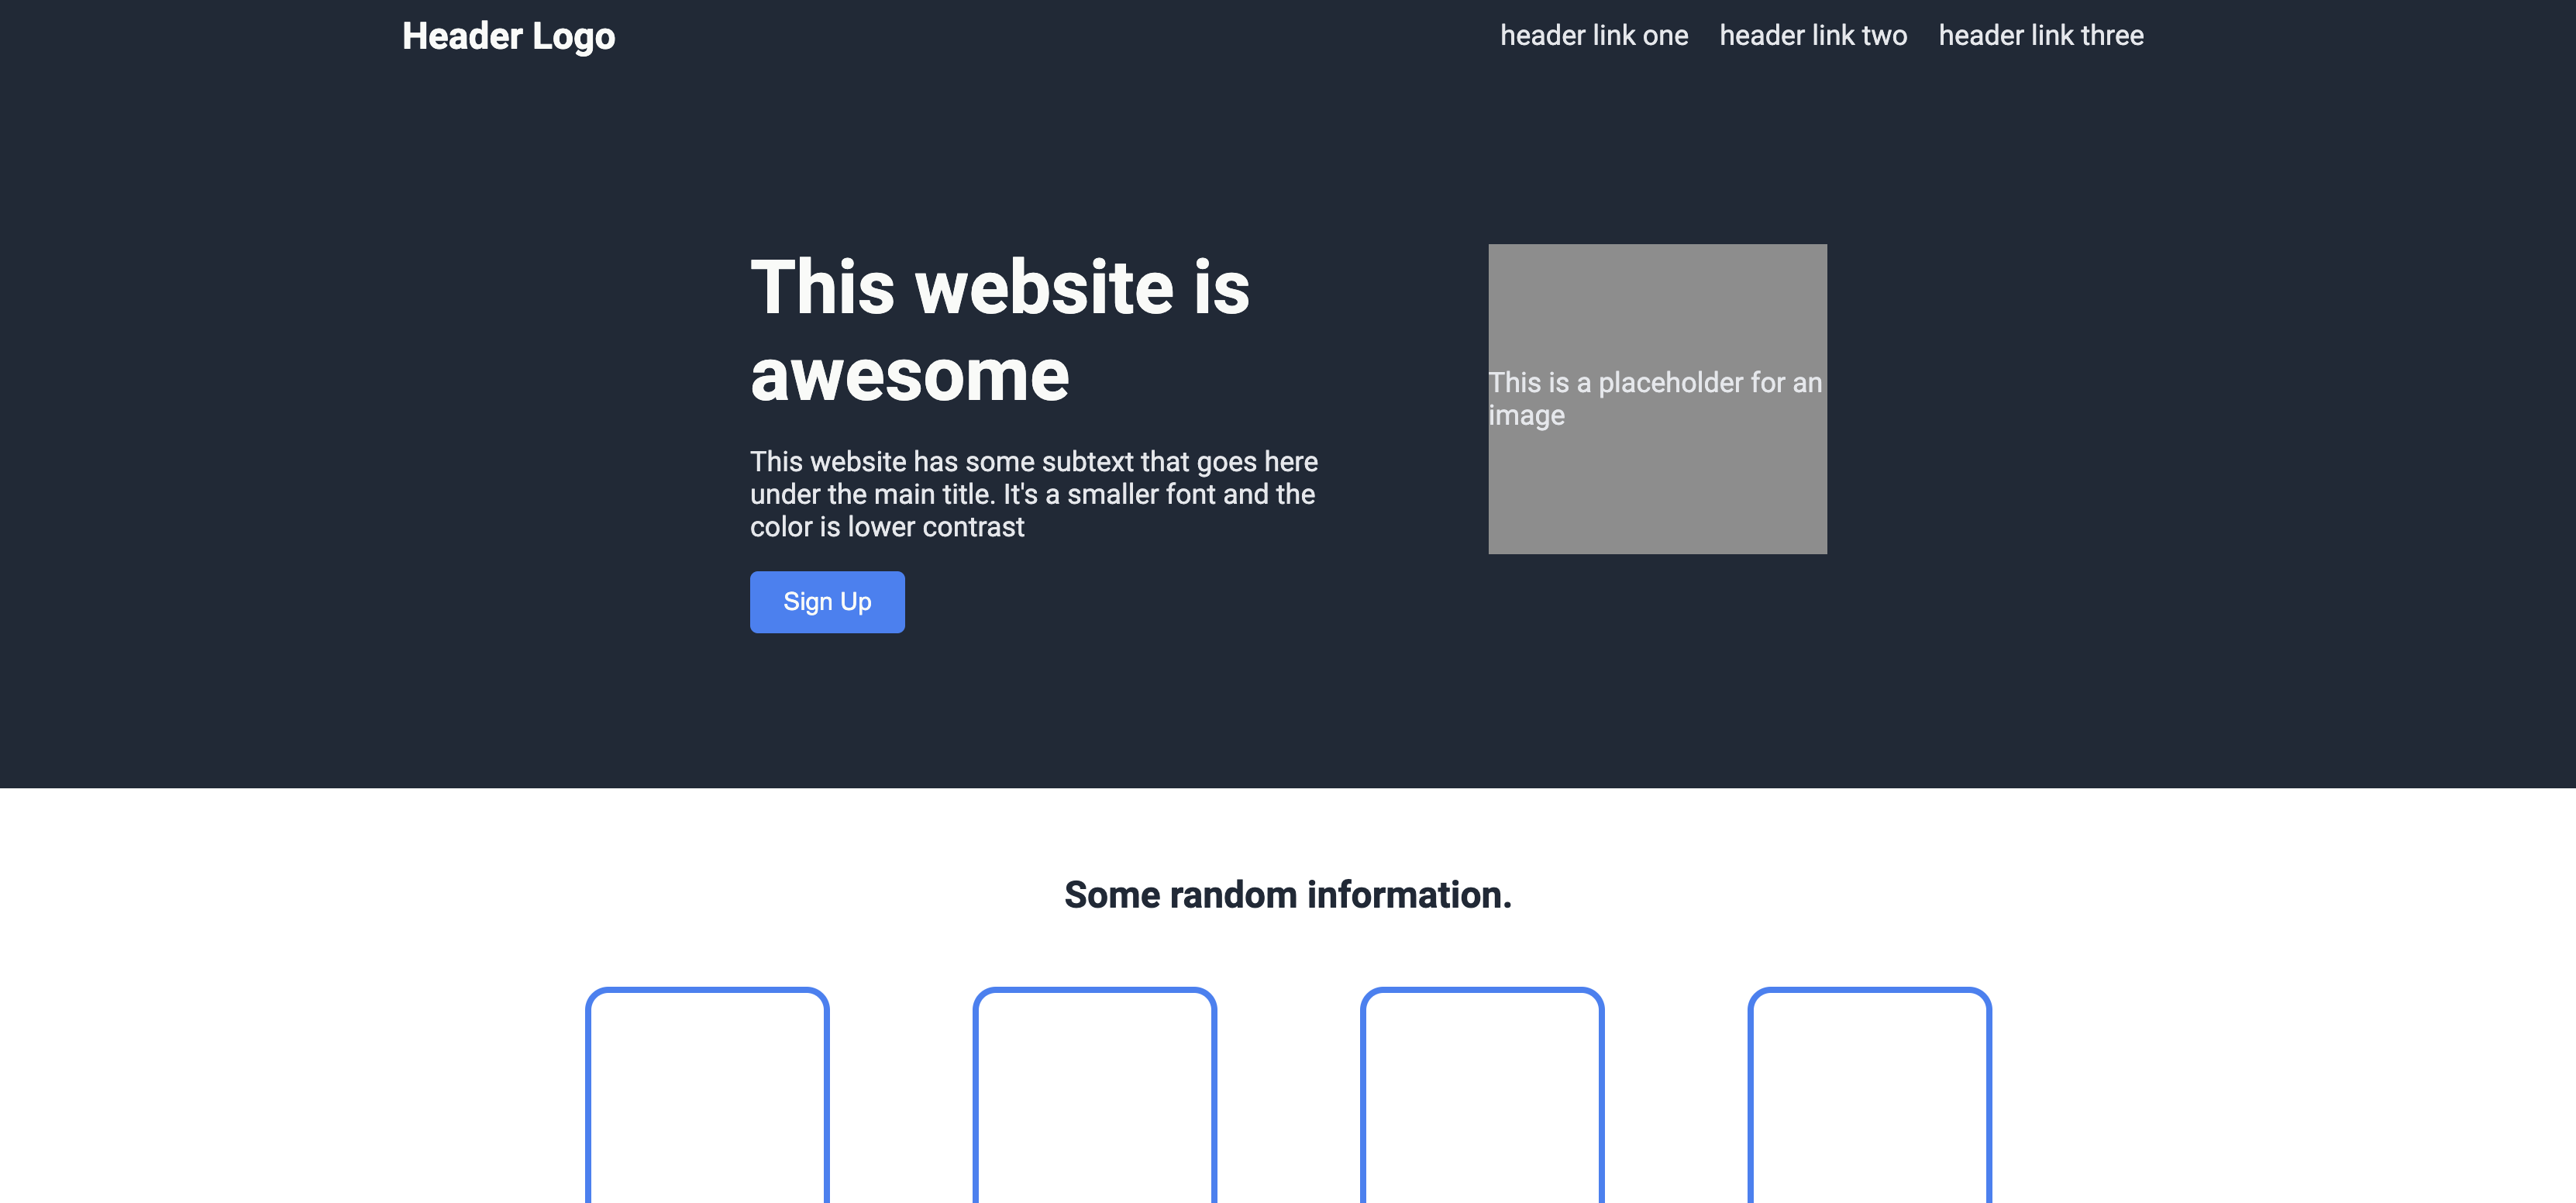 Header Logo
header link one header link two header link three
This website is
awesome
This website has some subtext that goes here
under the main title. It's a smaller font and the
color is lower contrast
Sign Up
This is a placeholder for an
image
Some random information.